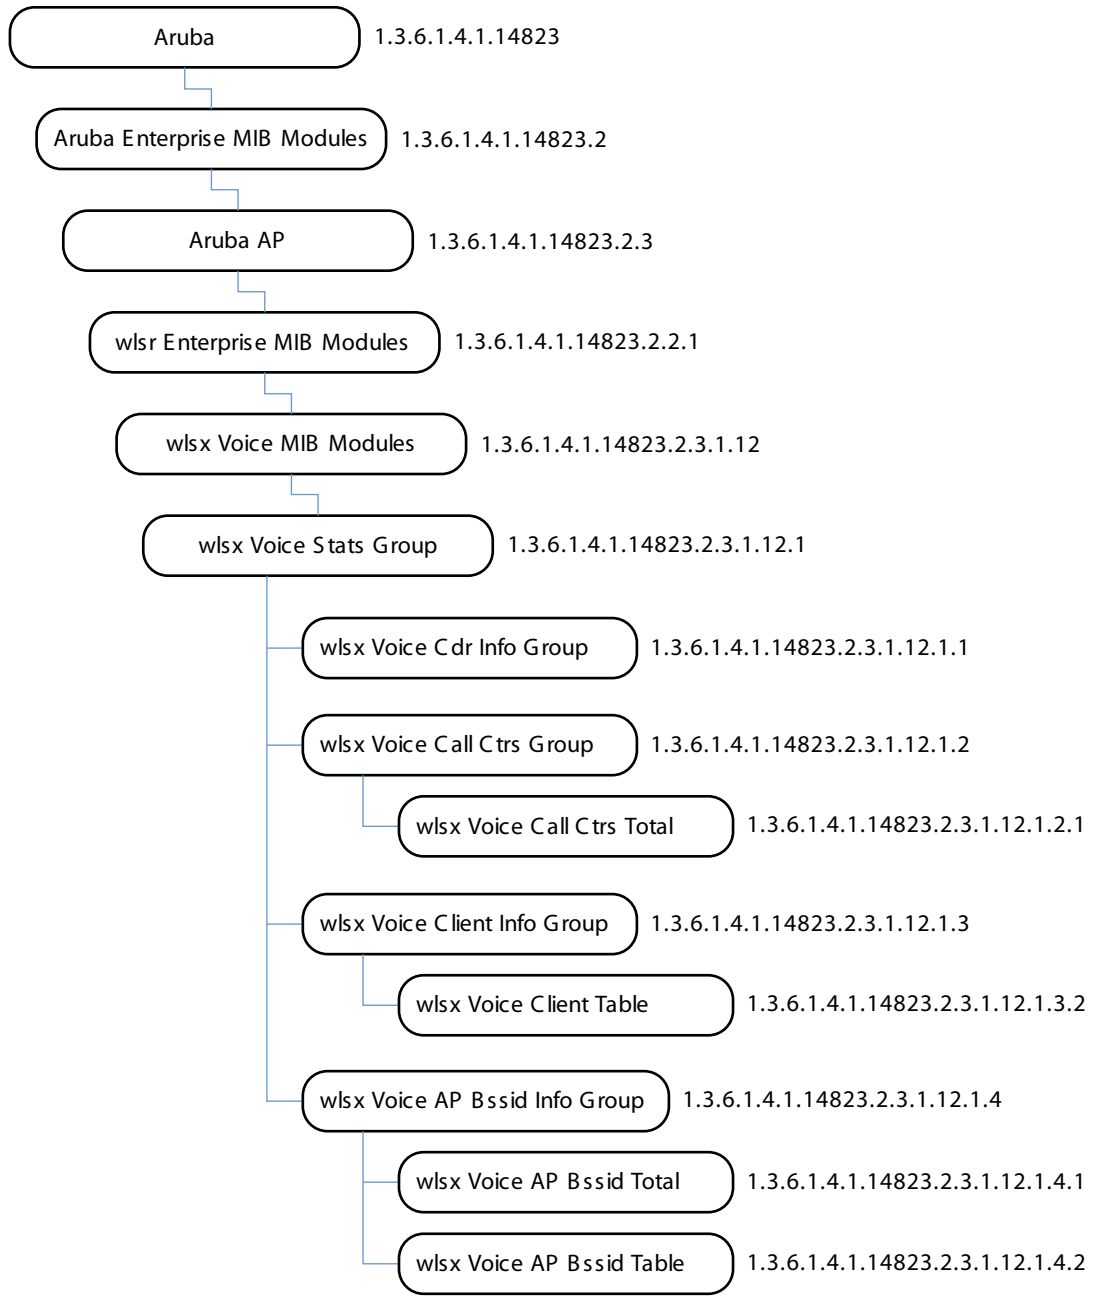 Aruba 1.3.6.1.4.1.14823
Aruba Enterprise MIB Modules 1.3.6.1.4.1.14823.2
Aruba AP 1.3.6.1.4.1.14823.2.3
wlsr Enterprise MIB Modules 1.3.6.1.4.1.14823.2.2.1
wlsx Voice MIB Modules 1.3.6.1.4.1.14823.2.3.1.12
wlsx Voice Stats Group 1.3.6.1.4.1.14823.2.3.1.12.1
wlsx Voice Cdr Info Group 1.3.6.1.4.1.14823.2.3.1.12.1.1
wlsx Voice Call Ctrs Group 1.3.6.1.4.1.14823.2.3.1.12.1.2
wlsx Voice Call Ctrs Total 1.3.6.1.4.1.14823.2.3.1.12.1.2.1
wlsx Voice Client Info Group 1.3.6.1.4.1.14823.2.3.1.12.1.3
wlsx Voice Client Table 1.3.6.1.4.1.14823.2.3.1.12.1.3.2
wlsx Voice AP Bssid Info Group 1.3.6.1.4.1.14823.2.3.1.12.1.4
wlsx Voice AP Bssid Total 1.3.6.1.4.1.14823.2.3.1.12.1.4.1
wlsx Voice AP Bssid Table 1.3.6.1.4.1.14823.2.3.1.12.1.4.2